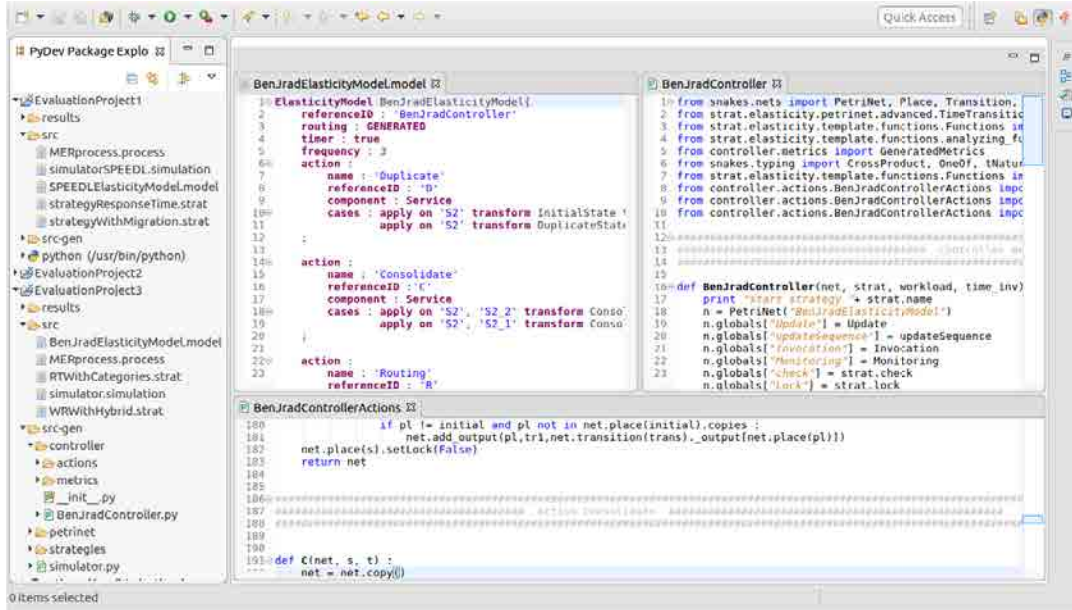 Quick Access
PyDev Package Explo
EvaluationProject1
results
src
MERprocess.process
simulatorSPEEDL.simulation
SPEEDLElasticityModel.model
strategyResponseTime.strat
strategyWithMigration.strat
src-gen
python (/usr/bin/python)
EvaluationProject2
EvaluationProject3
results
src
BenJradElasticityModel.model
MERprocess.process
RTWithCategories.strat
simulator.simulation
WRWithHybrid.strat
src-gen
controller
actions
metrics
__init__.py
BenJradController.py
petrinet
strategies
simulator.py
BenJradElasticityModel.model
1 ElasticityModel BenJradElasticityModel{
2 referenceID : 'BenJradController'
3 routing : GENERATED
4 timer : true
5 frequency : 3
6 action :
7 name : 'Duplicate'
8 referenceID : 'D'
9 component : Service
10 cases : apply on 'S2' transform InitialState
11 apply on 'S2' transform DuplicateState
12 ;
13
14 action :
15 name : 'Consolidate'
16 referenceID :'C'
17 component : Service
18 cases : apply on 'S2', 'S2_2' transform Conso
19 apply on 'S2', 'S2_1' transform Conso
20 ;
21
22 action :
23 name : 'Routing'
referenceID : 'R'
BenJradController
1 from snakes.nets import PetriNet, Place, Transition,
2 from strat.elasticity.petrinet.advanced.TimeTransitic
3 from strat.elasticity.template.functions.Functions im
4 from strat.elasticity.template.functions.analyzing_fu
5 from controller.metrics import GeneratedMetrics
6 from snakes.typing import CrossProduct, OneOf, tNatur
7 from strat.elasticity.template.functions.Functions im
8 from controller.actions.BenJradControllerActions impc
9 from controller.actions.BenJradControllerActions impc
10 from controller.actions.BenJradControllerActions impc
11
12
13
14
15
16 def BenJradController(net, strat, workload, time_inv)
17 print "start strategy "+ strat.name
18 n = PetriNet("BenJradElasticityModel")
19 n.globals["Update"] = Update
20 n.globals["updateSequence"] = updateSequence
21 n.globals["Invocation"] = Invocation
22 n.globals["Monitoring"] = Monitoring
23 n.globals["check"] = strat.check
n.globals["lock"] = strat.lock
BenJradControllerActions
180 if pl != initial and pl not in net.place(initial).copies :
181 net.add_output(pl,tr1,net.transition(trans)._output[net.place(pl)])
182 net.place(s).setLock(False)
183 return net
184
185
186
187
188
189
190
191 def C(net, s, t) :
net = net.copy()
0 items selected